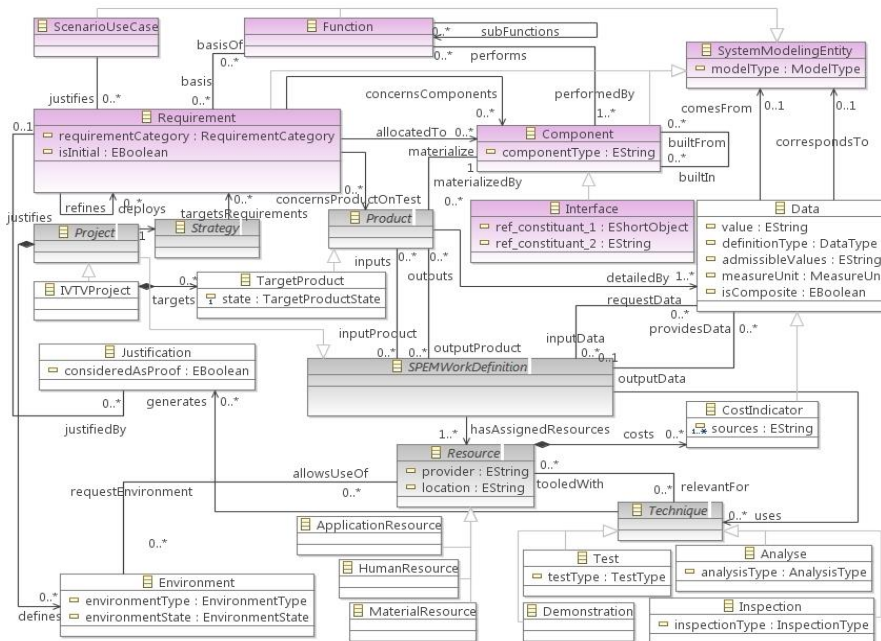 ScenarioUseCase
Function
subFunctions
0..*
basisOf
0..*
0..*
performs
SystemModelingEntity
modelType : ModelType
basis
0..*
justifies
0..*
concernsComponents
0..*
performedBy
1..*
comesFrom
0..1
0..1
Requirement
requirementCategory : RequirementCategory
isInitial : EBoolean
0..1
allocatedTo
0..*
materialize
1
Component
componentType : EString
0..*
builtFrom
0..*
builtIn
correspondsTo
concernsProductOnTest
0..*
materializedBy
0..*
refines
0..*
deploys
0..*
targetsRequirements
justifies
Project
1
Strategy
Product
Interface
ref_constituant_1 : EShortObject
ref_constituant_2 : EString
Data
value : EString
definitionType : DataType
admissibleValues : EString
measureUnit : MeasureUn
isComposite : EBoolean
inputs
0..*
outouts
0..*
detailedBy
1..*
IVTVProject
targets
0..*
TargetProduct
state : TargetProductState
requestData
0..*
providesData
0..*
inputProduct
0..*
outputProduct
0..*
inputData
0..*
0..1
outputData
Justification
consideredAsProof : EBoolean
SPEMWorkDefinition
generates
0..*
0..*
justifiedBy
hasAssignedResources
1..*
costs
0..*
CostIndicator
sources : EString
1..*
Resource
provider : EString
location : EString
allowsUseOf
0..*
requestEnvironment
0..*
0..*
tooledWith
relevantFor
0..*
Technique
0..*
uses
ApplicationResource
HumanResource
MaterialResource
Test
testType : TestType
Analyse
analysisType : AnalysisType
Demonstration
Inspection
inspectionType : InspectionType
0..*
defines
Environment
environmentType : EnvironmentType
environmentState : EnvironmentState